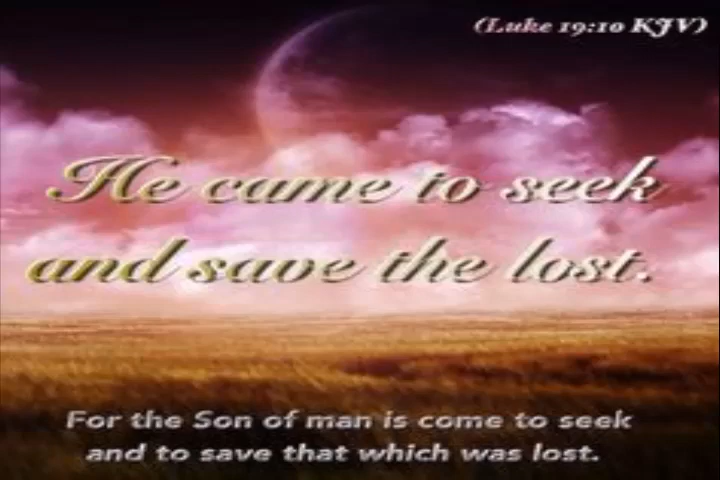 (Luke 19:10 KJV)
He came to seek
and save the lost.
For the Son of man is come to seek
and to save that which was lost.